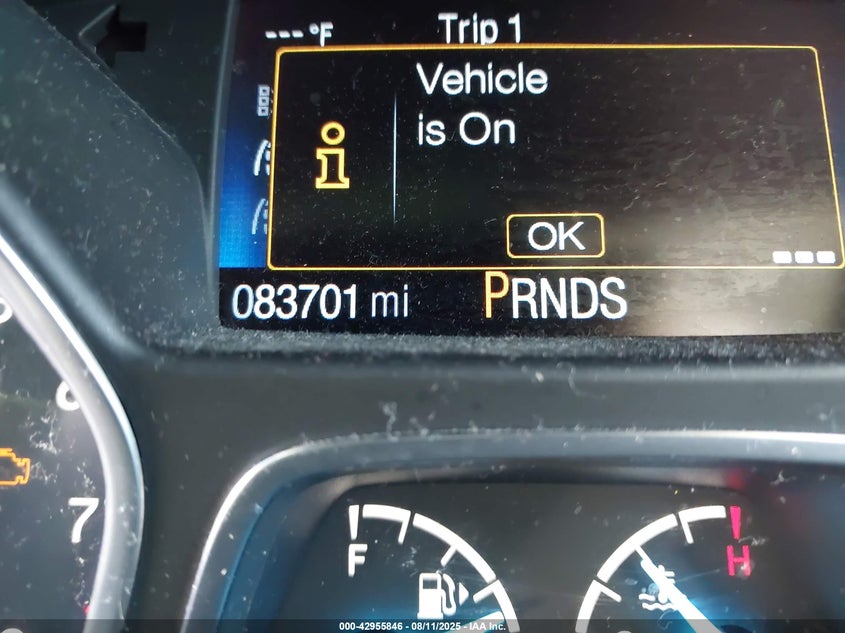 --- °F
Trip 1
Vehicle
is On
OK
083701 mi
PRNDS
7
F
H
000-42955846 - 08/11/2025 - IAA Inc.